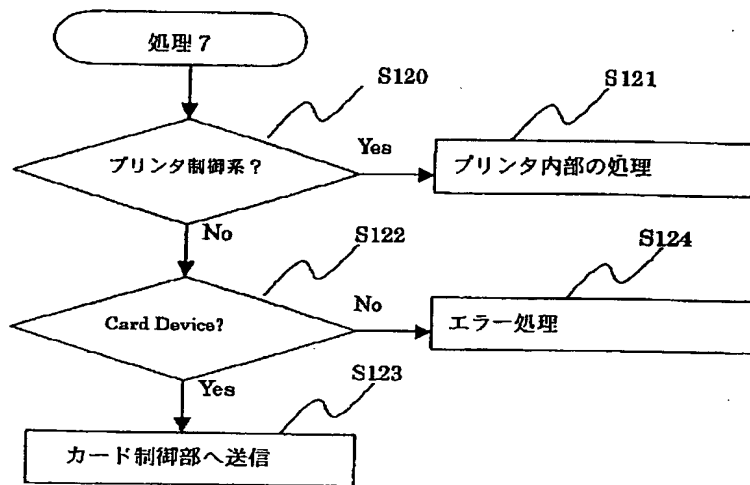 処理7
S120
プリンタ制御系?
Yes
S121
プリンタ内部の処理
No
S122
Card Device?
No
S124
エラー処理
Yes
S123
カード制御部へ送信